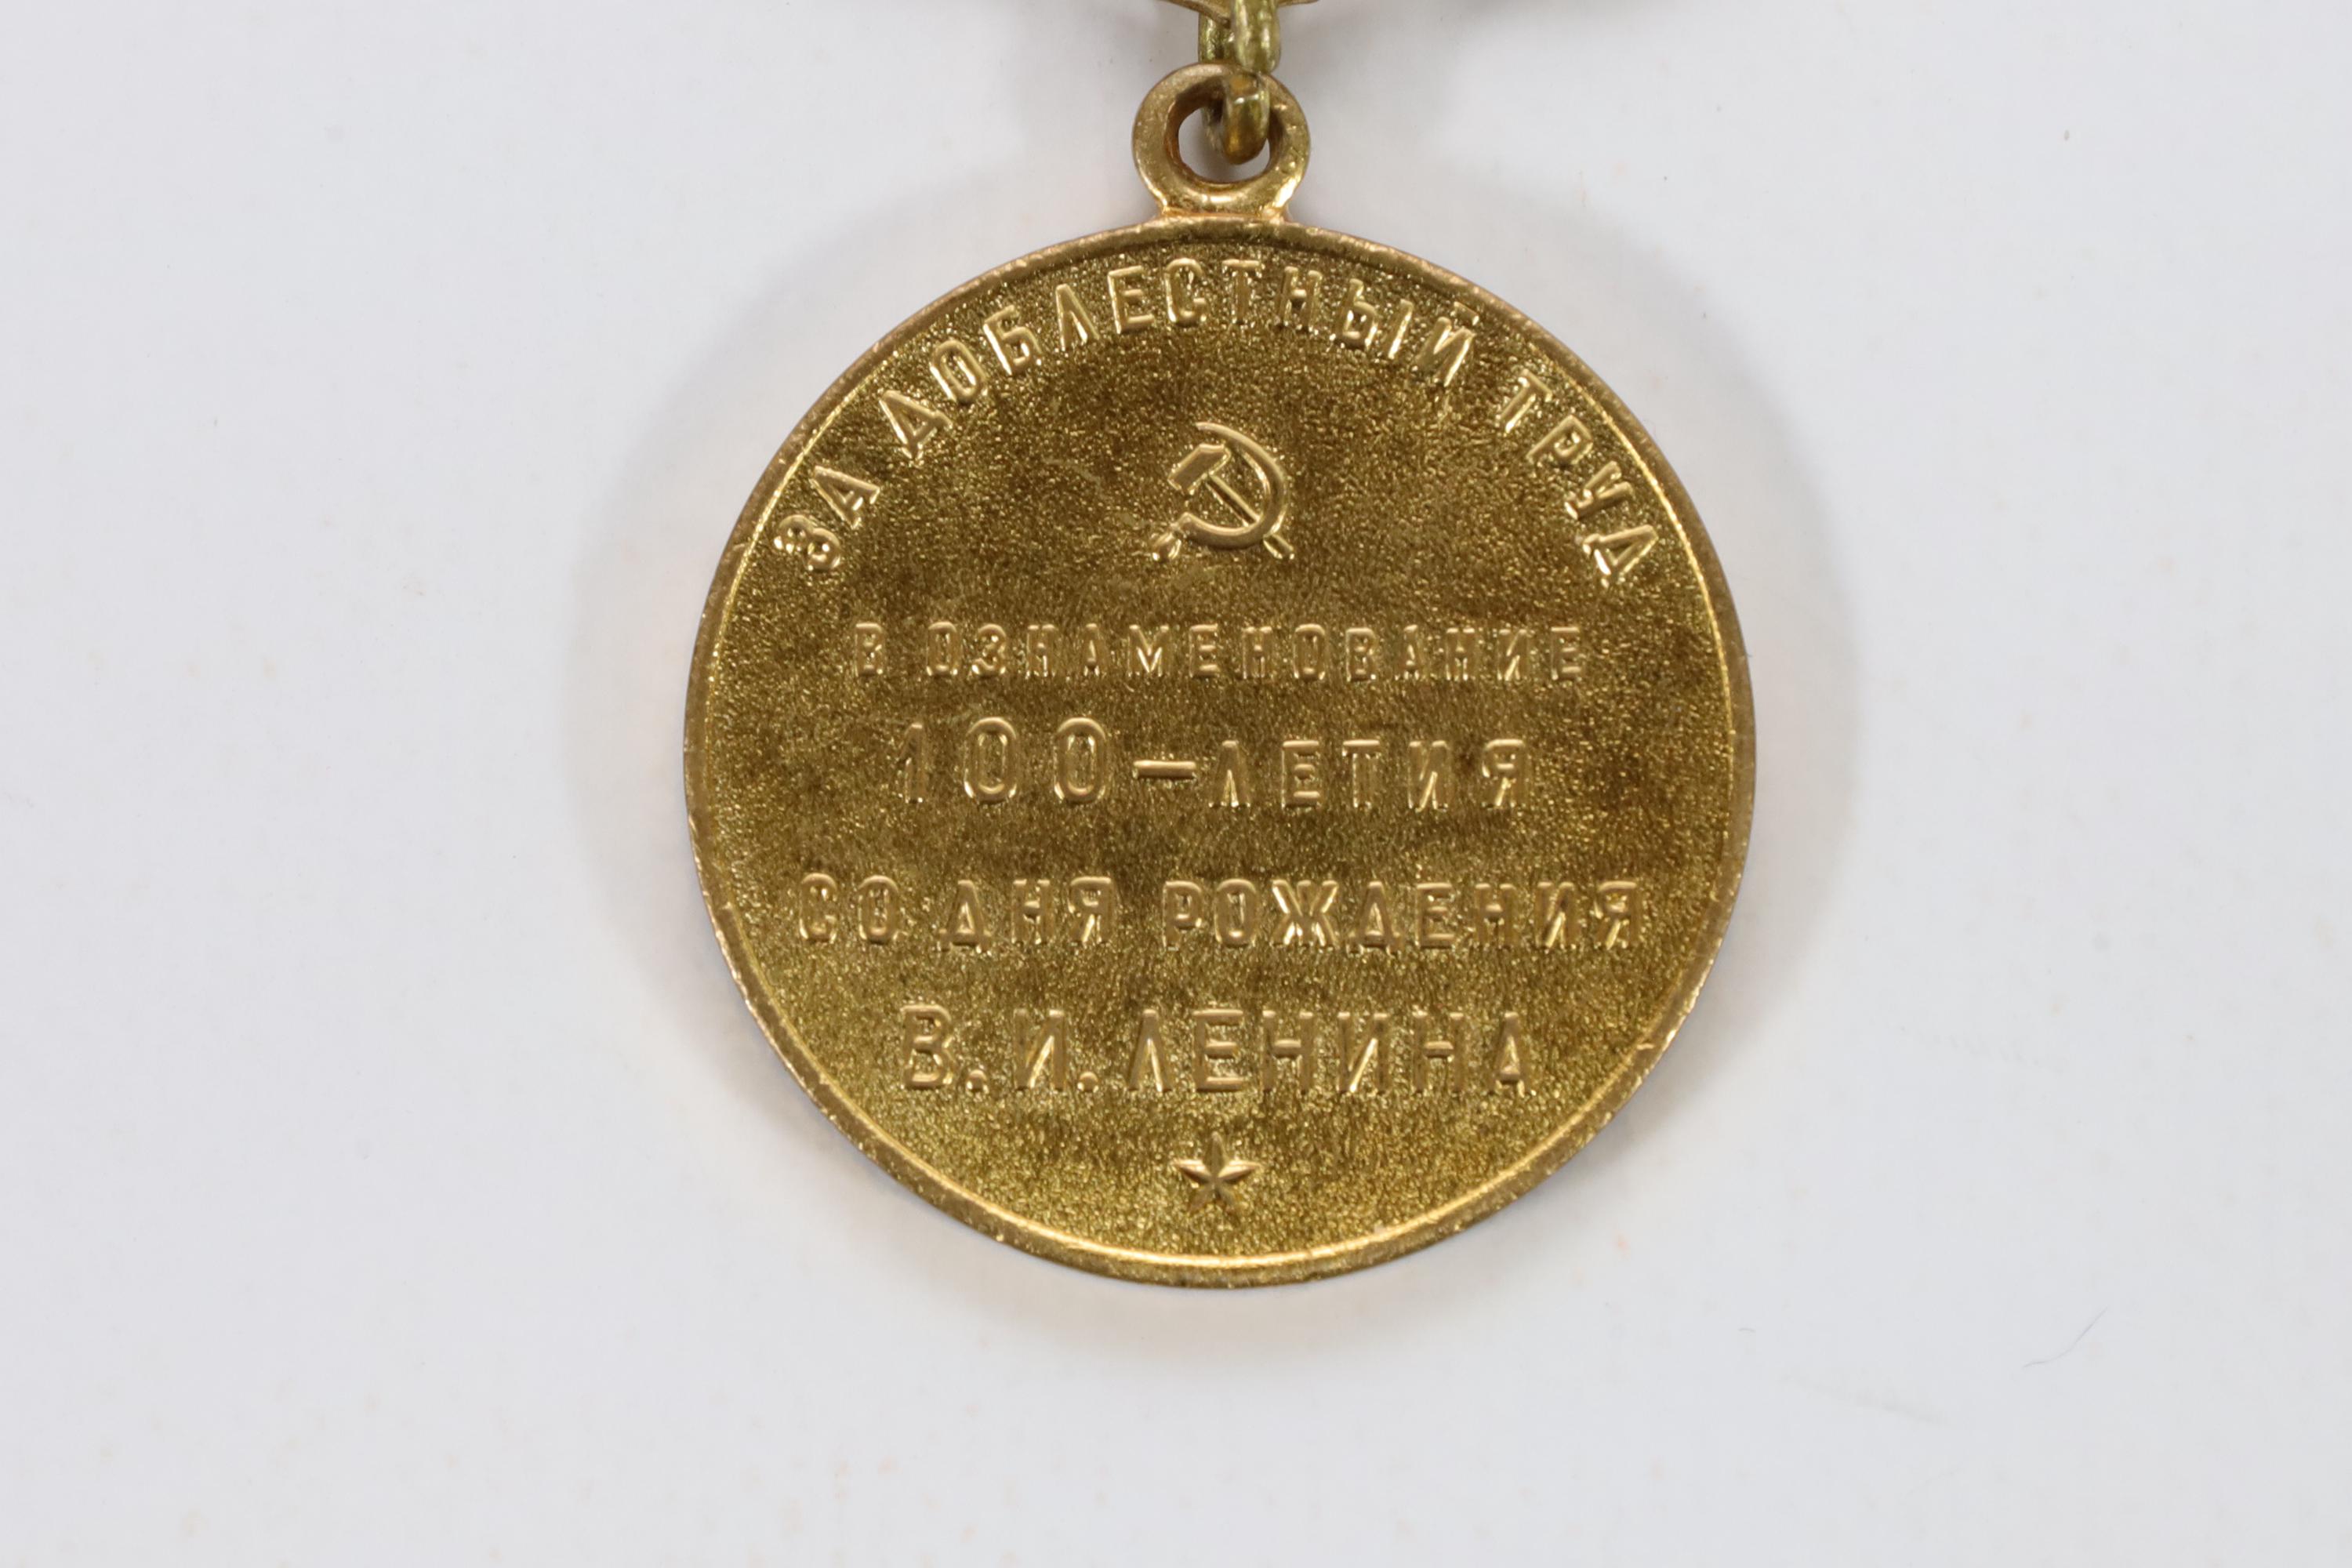 ЗА ДОБЛЕСТНЫЙ ТРУД
В ОЗНАМЕНОВАНИЕ
100-ЛЕТИЯ
СО ДНЯ РОЖДЕНИЯ
В. И. ЛЕНИНА